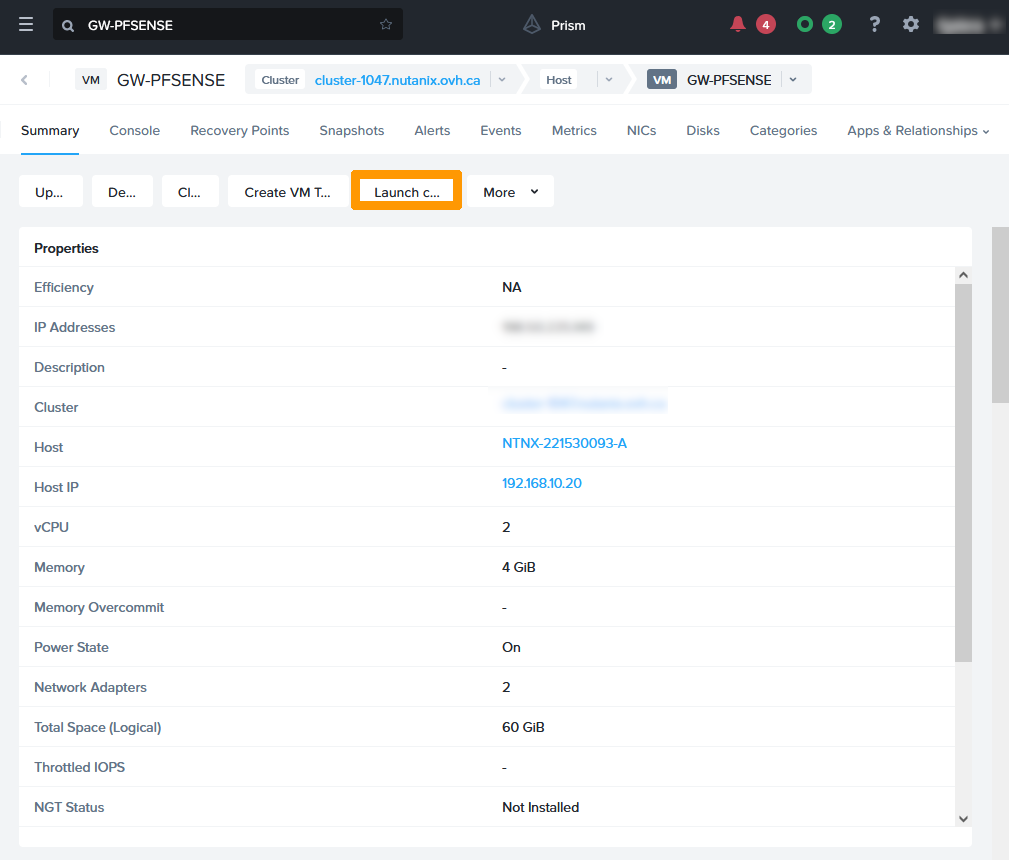 GW-PFSENSE Prism 4 2 ?
VM GW-PFSENSE Cluster cluster-1047.nutanix.ovh.ca Host VM GW-PFSENSE
Summary Console Recovery Points Snapshots Alerts Events Metrics NICs Disks Categories Apps & Relationships
Up... De... Cl... Create VM T... Launch c... More
Properties
Efficiency NA
IP Addresses
Description -
Cluster
Host NTNX-221530093-A
Host IP 192.168.10.20
vCPU 2
Memory 4 GiB
Memory Overcommit -
Power State On
Network Adapters 2
Total Space (Logical) 60 GiB
Throttled IOPS -
NGT Status Not Installed